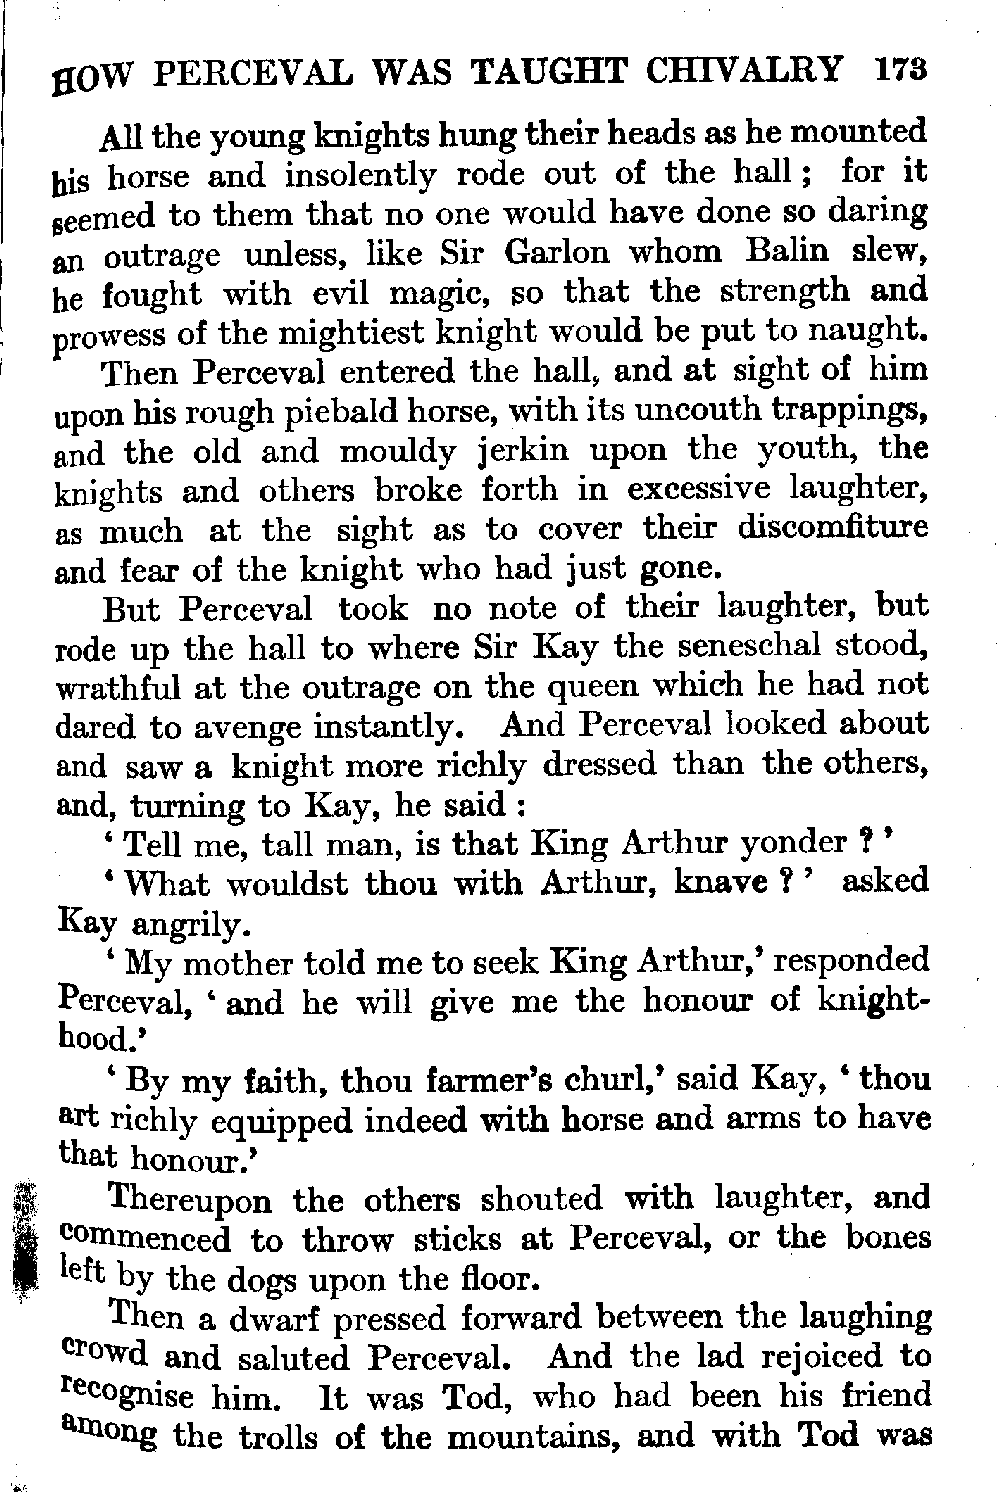 HOW PERCEVAL WAS TAUGHT CHIVALRY 173
All the young knights hung their heads as he mounted
his horse and insolently rode out of the hall ; for it
seemed to them that no one would have done so daring
an outrage unless, like Sir Garlon whom Balin slew,
he fought with evil magic, so that the strength and
prowess of the mightiest knight would be put to naught.
Then Perceval entered the hall, and at sight of him
upon his rough piebald horse, with its uncouth trappings,
and the old and mouldy jerkin upon the youth, the
knights and others broke forth in excessive laughter,
as much at the sight as to cover their discomfiture
and fear of the knight who had just gone.
But Perceval took no note of their laughter, but
rode up the hall to where Sir Kay the seneschal stood,
wrathful at the outrage on the queen which he had not
dared to avenge instantly. And Perceval looked about
and saw a knight more richly dressed than the others,
and, turning to Kay, he said :
‘ Tell me, tall man, is that King Arthur yonder ? ’
‘ What wouldst thou with Arthur, knave ? ’ asked
Kay angrily.
‘ My mother told me to seek King Arthur,’ responded
Perceval, ‘ and he will give me the honour of knight-
hood.’
‘ By my faith, thou farmer’s churl,’ said Kay, ‘ thou
art richly equipped indeed with horse and arms to have
that honour.’
Thereupon the others shouted with laughter, and
commenced to throw sticks at Perceval, or the bones
left by the dogs upon the floor.
Then a dwarf pressed forward between the laughing
crowd and saluted Perceval. And the lad rejoiced to
recognise him. It was Tod, who had been his friend
among the trolls of the mountains, and with Tod was